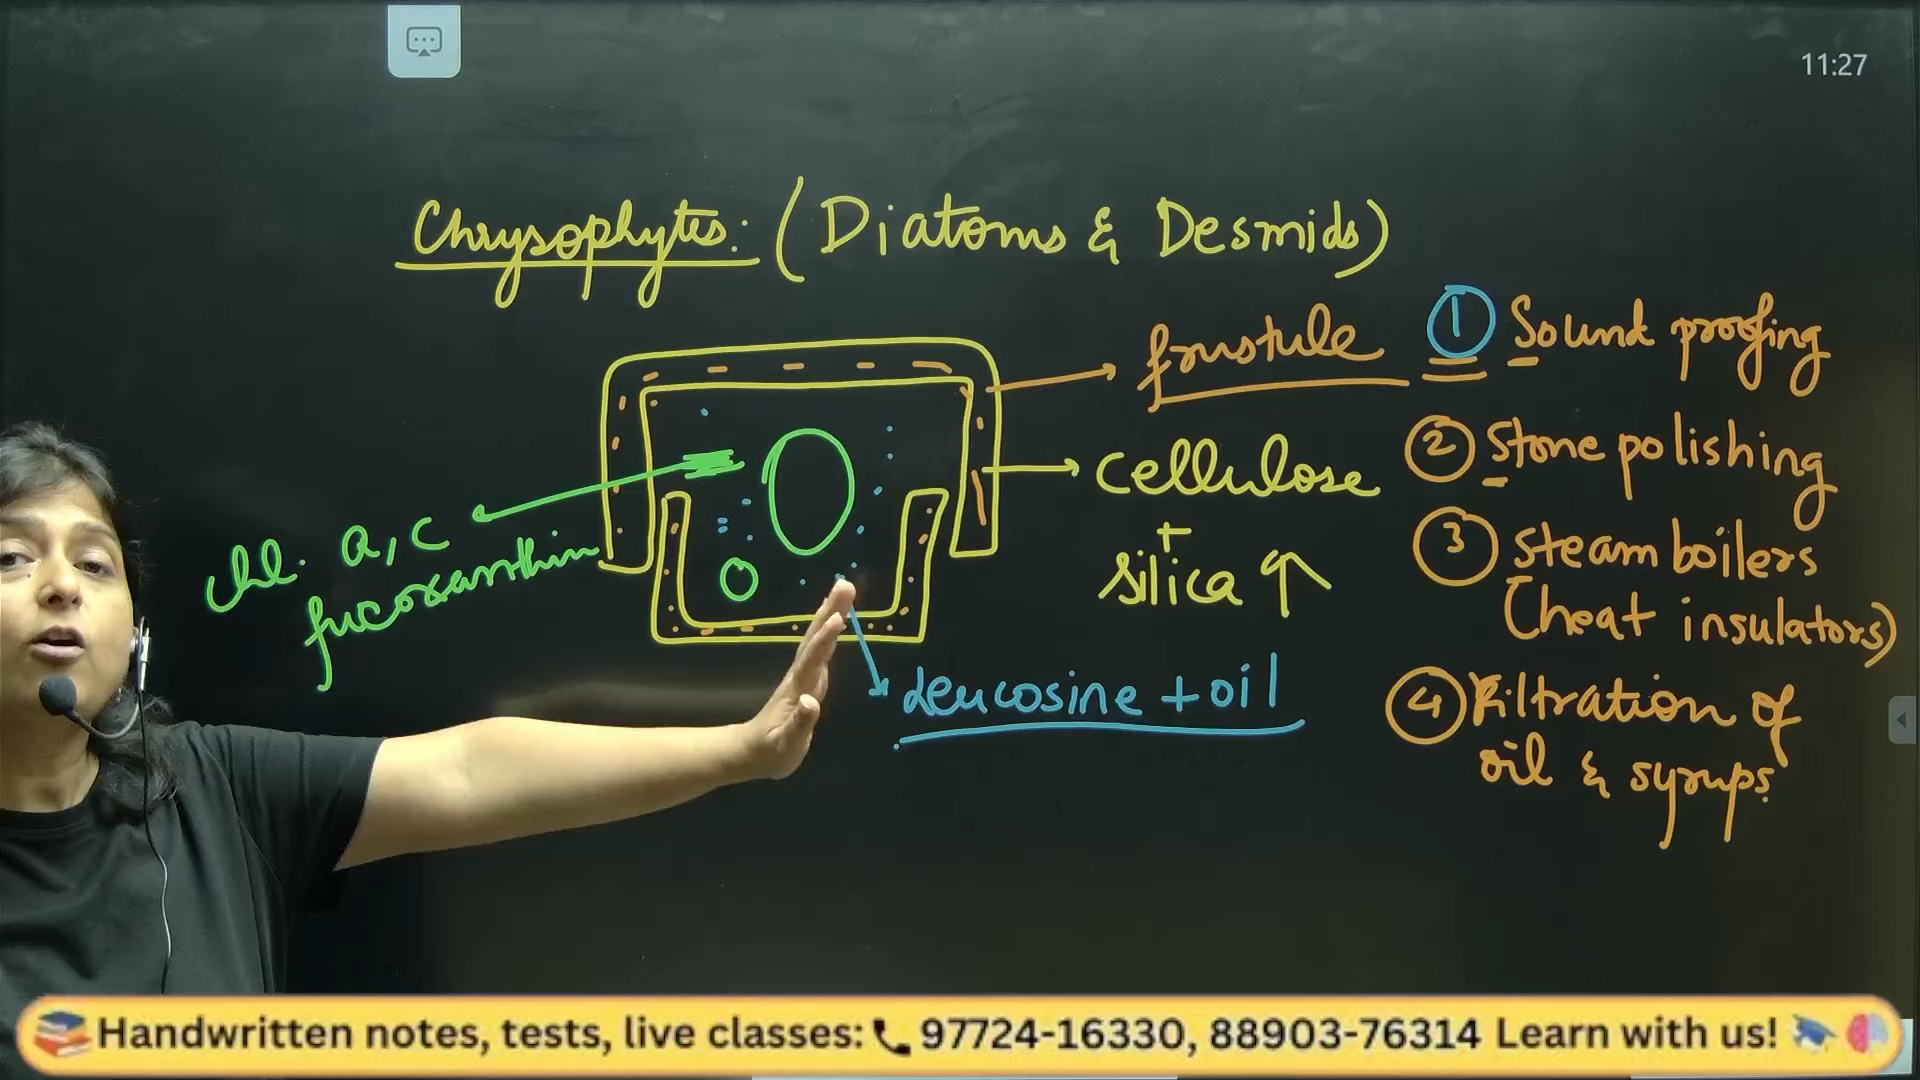 11:27
Chrysophytes: (Diatoms & Desmids)
frustule
① Sound proofing
cellulose
+
silica ↑
② Stone polishing
chl. a, c
fucoxanthin
③ Steam boilers
(heat insulators)
Leucosine + oil
④ Filtration of
oil & syrups
Handwritten notes, tests, live classes: 97724-16330, 88903-76314 Learn with us!